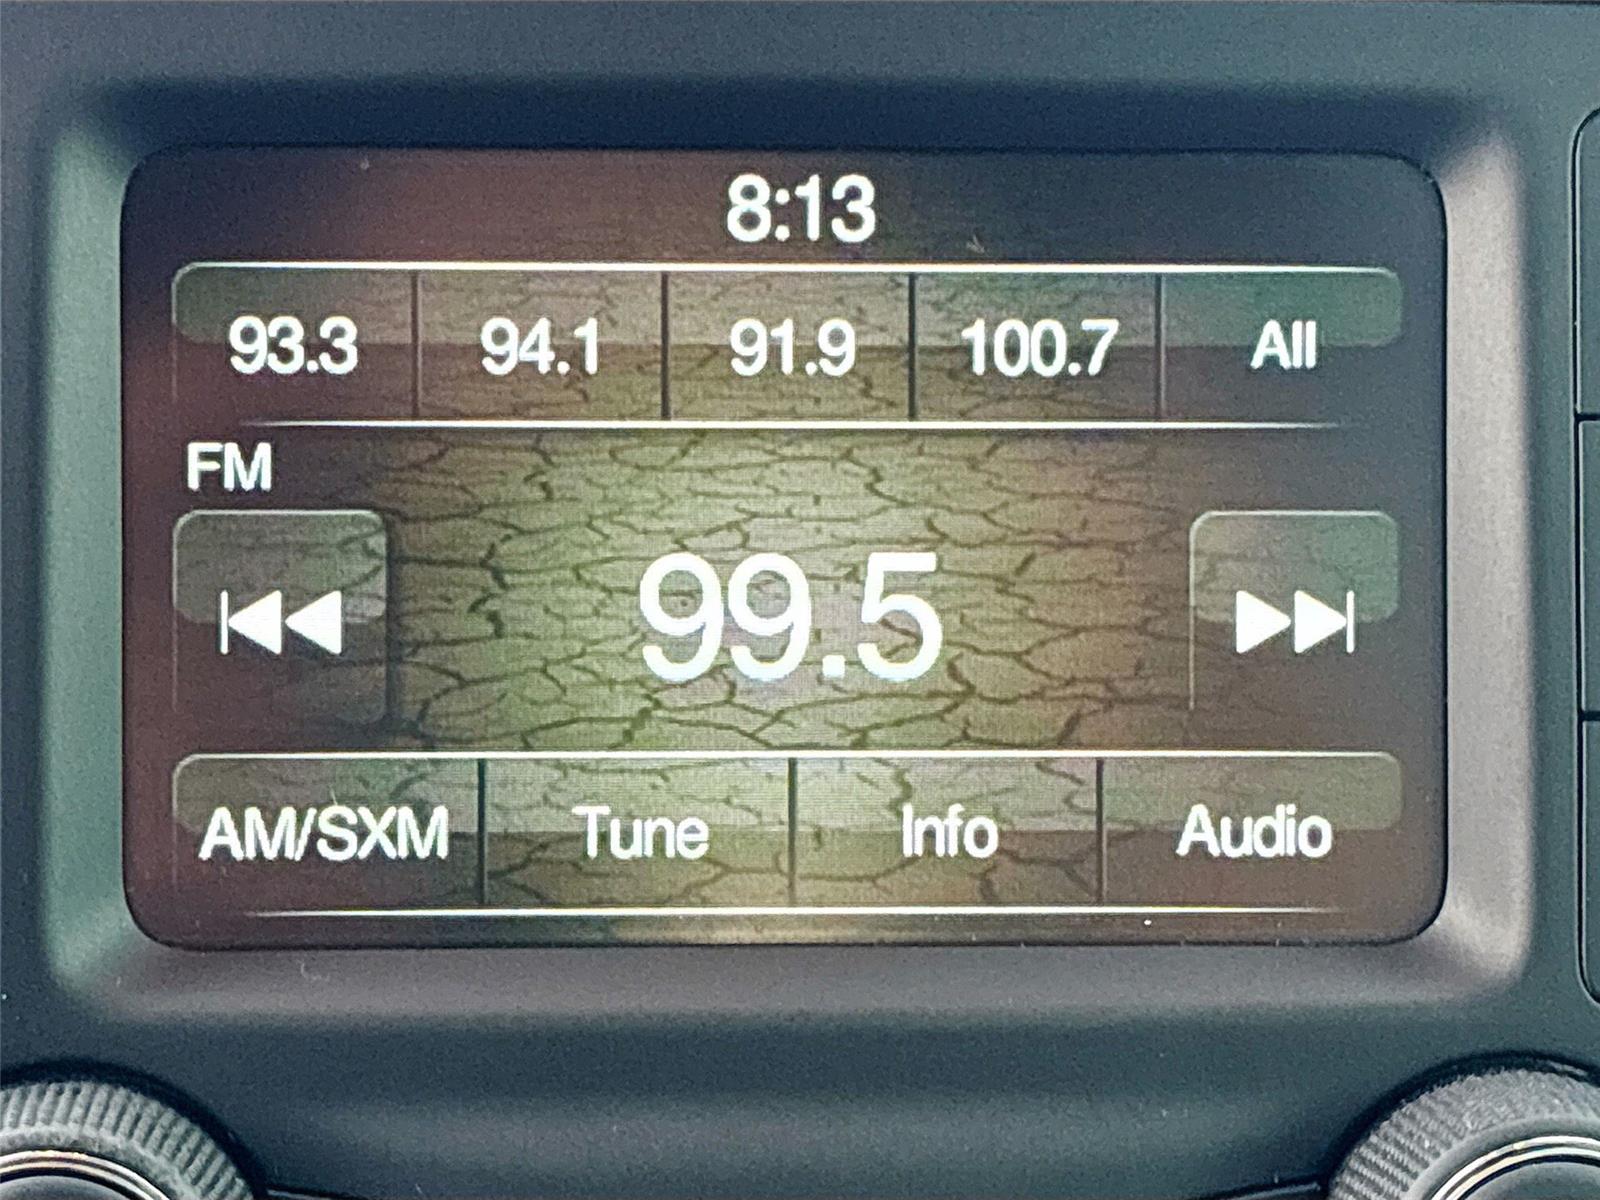 8:13
93.3 94.1 91.9 100.7 All
FM
99.5
AM/SXM Tune Info Audio